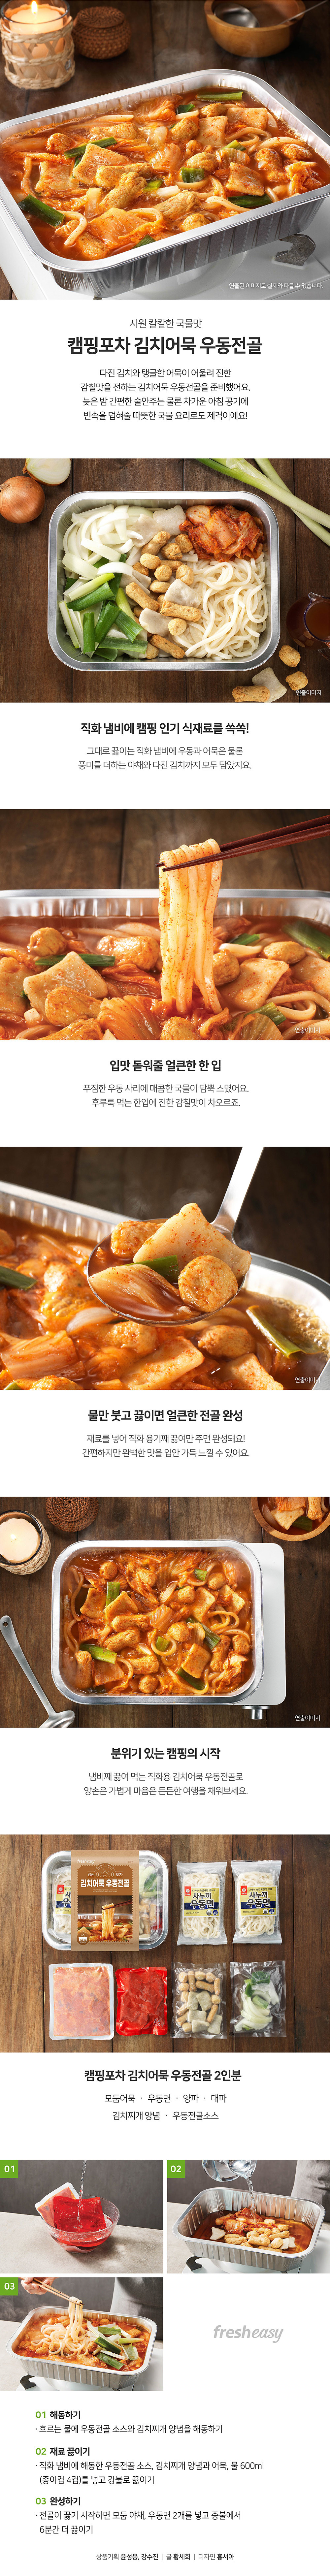 연출된 이미지로 실제와 다를 수 있습니다
시원 칼칼한 국물맛
캠핑포차 김치어묵 우동전골
다진 김치와 탱글한 어묵이 어울려 진한
감칠맛을 전하는 김치어묵 우동전골을 준비했어요.
늦은 밤 간편한 술안주는 물론 차가운 아침 공기에
빈속을 덥혀줄 따뜻한 국물 요리로도 제격이에요!
연출이미지
직화 냄비에 캠핑 인기 식재료를 쏙쏙!
그대로 끓이는 직화 냄비에 우동과 어묵은 물론
풍미를 더하는 야채와 다진 김치까지 모두 담았지요.
연출이미지
입맛 돋워줄 얼큰한 한 입
푸짐한 우동 사리에 매콤한 국물이 담뿍 스몄어요.
후루룩 먹는 한입에 진한 감칠맛이 차오르죠.
연출이미지
물만 붓고 끓이면 얼큰한 전골 완성
재료를 넣어 직화 용기째 끓여만 주면 완성돼요!
간편하지만 완벽한 맛을 입안 가득 느낄 수 있어요.
연출이미지
분위기 있는 캠핑의 시작
냄비째 끓여 먹는 직화용 김치어묵 우동전골로
양손은 가볍게 마음은 든든한 여행을 채워보세요.
김치어묵 우동전골
사누끼
우동면
사누끼
우동면
캠핑포차 김치어묵 우동전골 2인분
모둠어묵 · 우동면 · 양파 · 대파
김치찌개 양념 · 우동전골소스
01
02
03
fresheasy
01 해동하기
· 흐르는 물에 우동전골 소스와 김치찌개 양념을 해동하기
02 재료 끓이기
· 직화 냄비에 해동한 우동전골 소스, 김치찌개 양념과 어묵, 물 600ml
(종이컵 4컵)를 넣고 강불로 끓이기
03 완성하기
· 전골이 끓기 시작하면 모둠 야채, 우동면 2개를 넣고 중불에서
6분간 더 끓이기
상품기획 윤성용, 강수진 | 글 황세희 | 디자인 홍서아